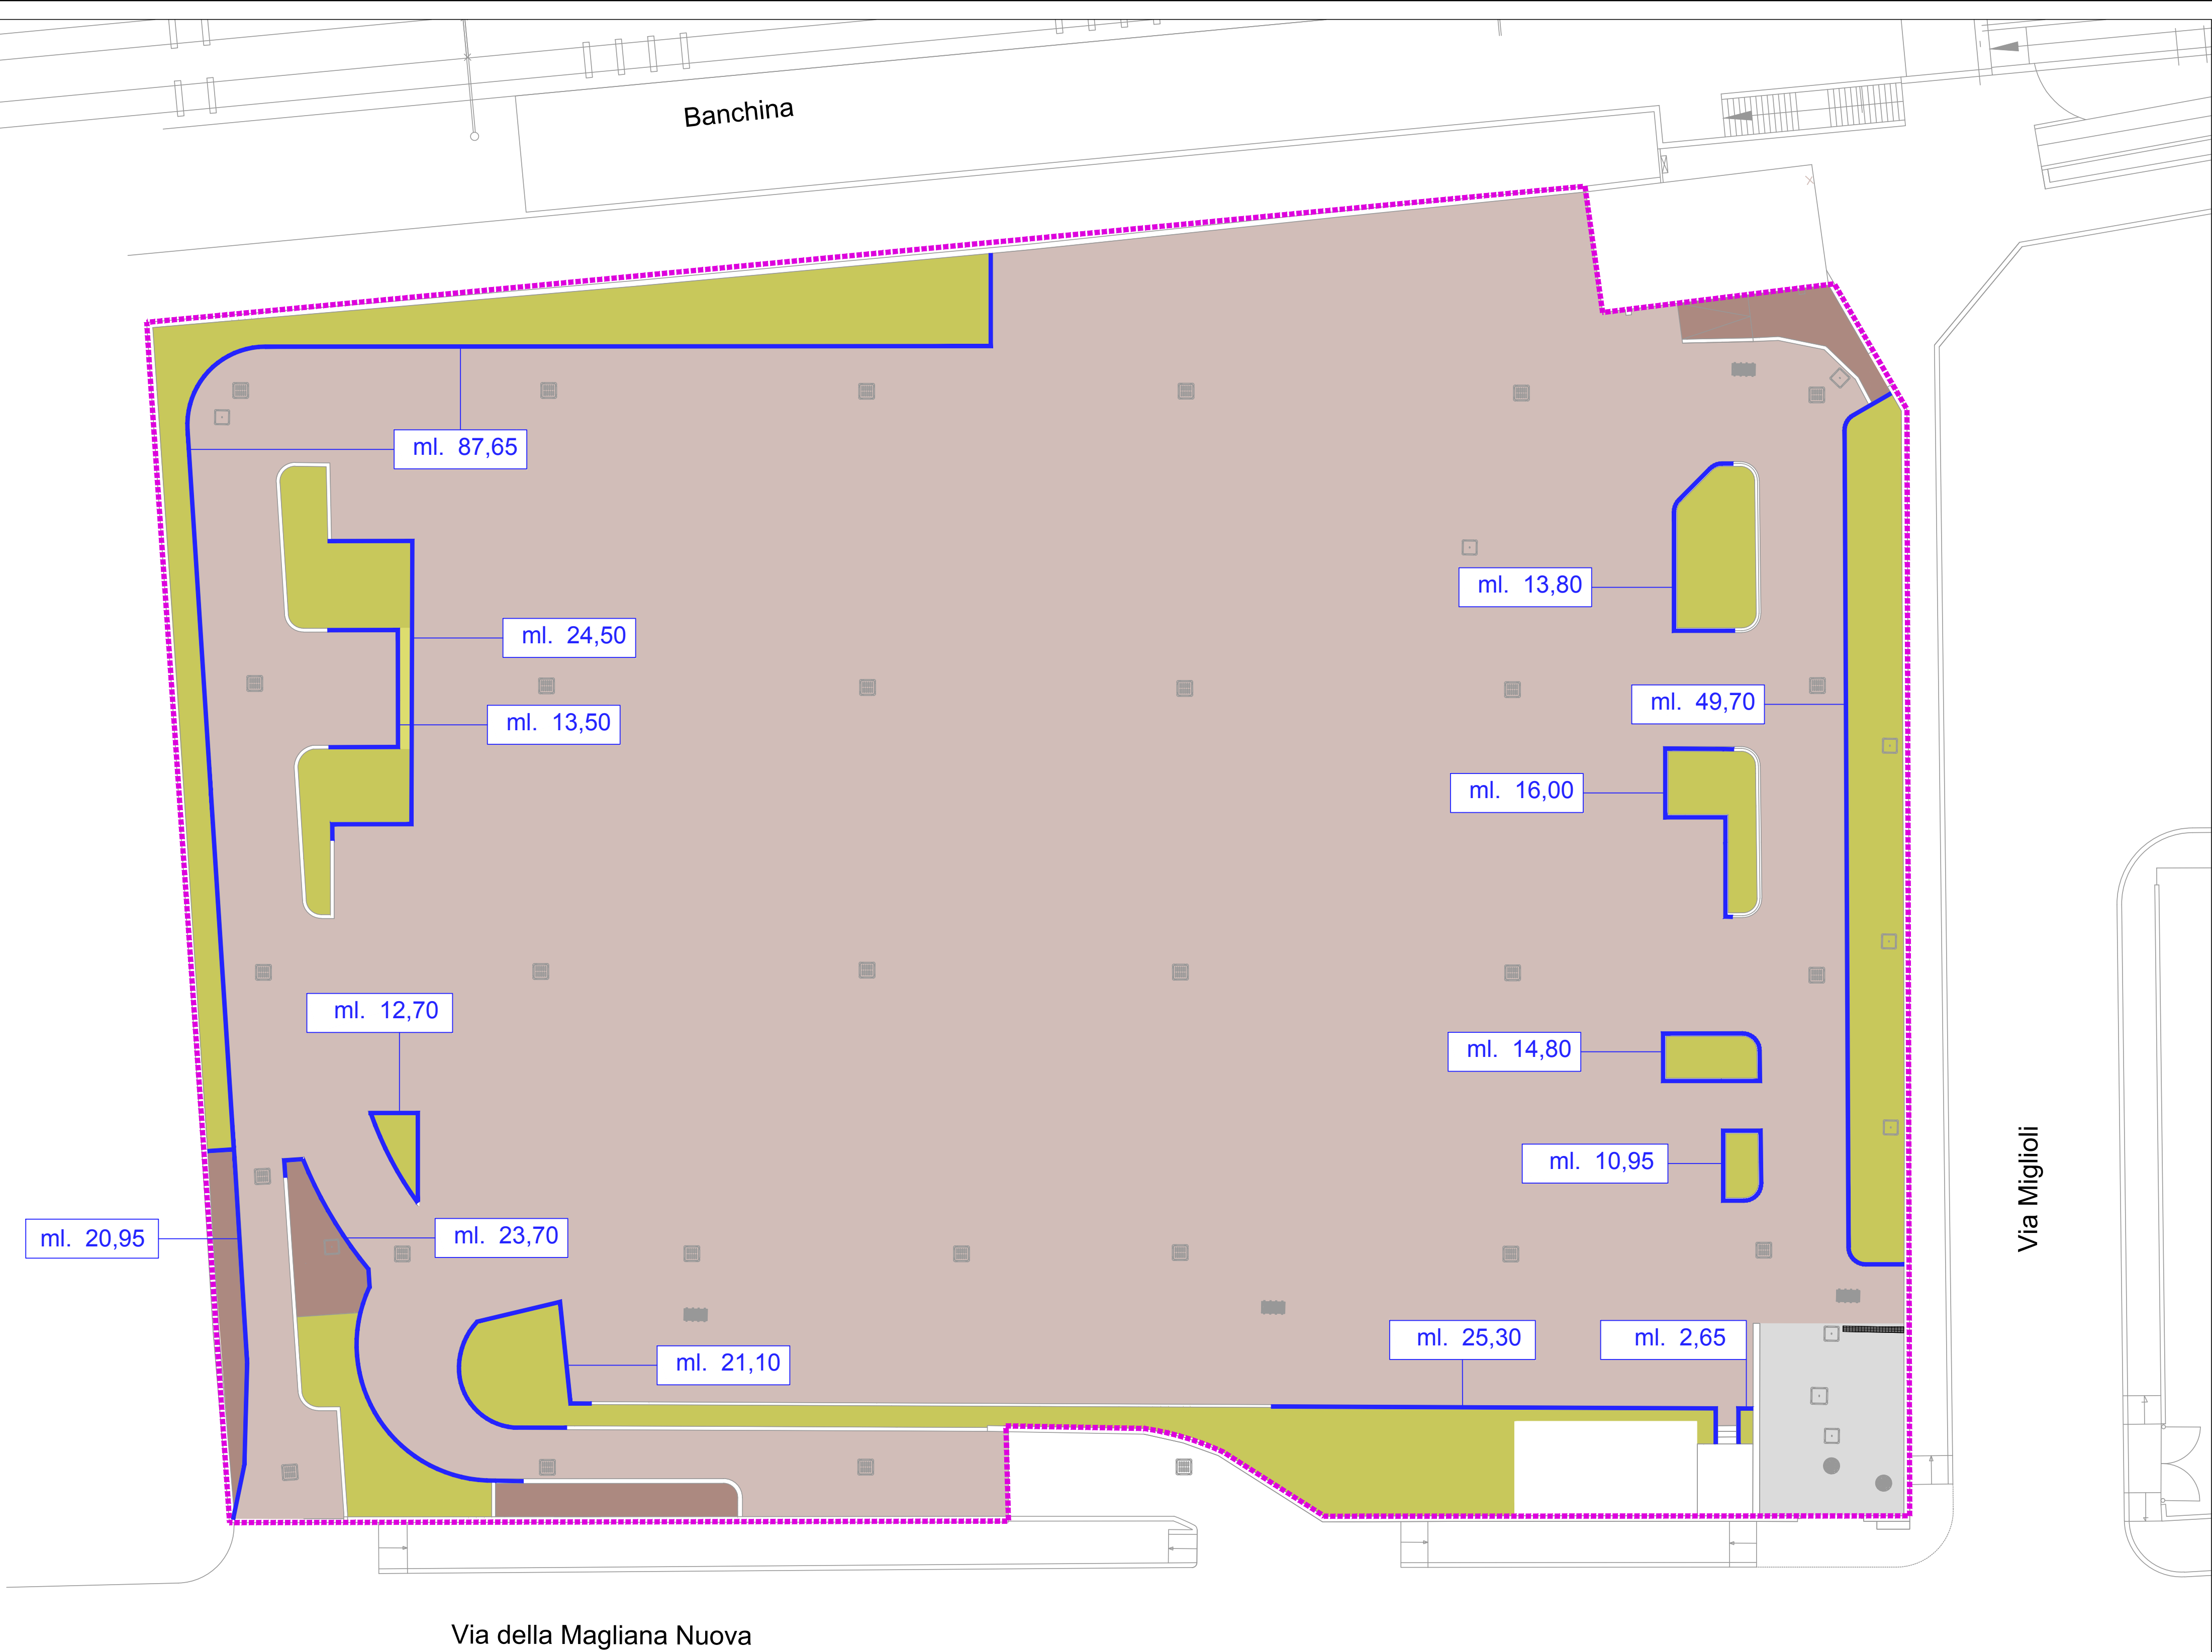 Banchina
ml. 87,65
ml. 13,80
ml. 24,50
ml. 49,70
ml. 13,50
ml. 16,00
ml. 12,70
ml. 14,80
ml. 10,95
ml. 20,95
ml. 23,70
ml. 25,30
ml. 2,65
ml. 21,10
Via Miglioli
Via della Magliana Nuova